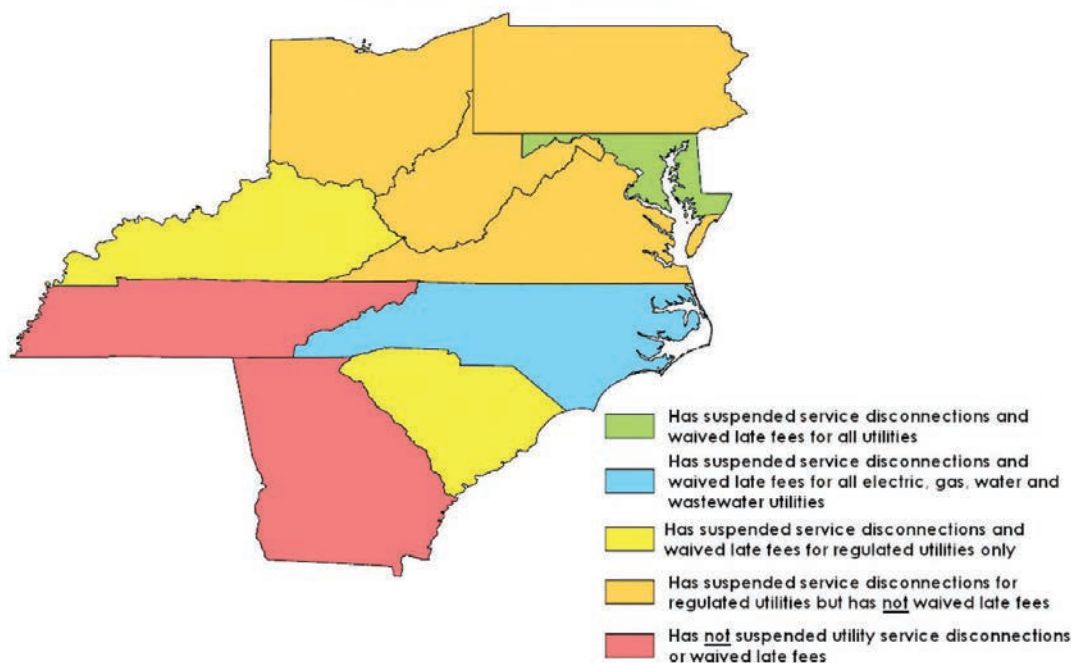 Has suspended service disconnections and
waived late fees for all utilities
Has suspended service disconnections and
waived late fees for all electric, gas, water and
wastewater utilities
Has suspended service disconnections and
waived late fees for regulated utilities only
Has suspended service disconnections for
regulated utilities but has not waived late fees
Has not suspended utility service disconnections
or waived late fees